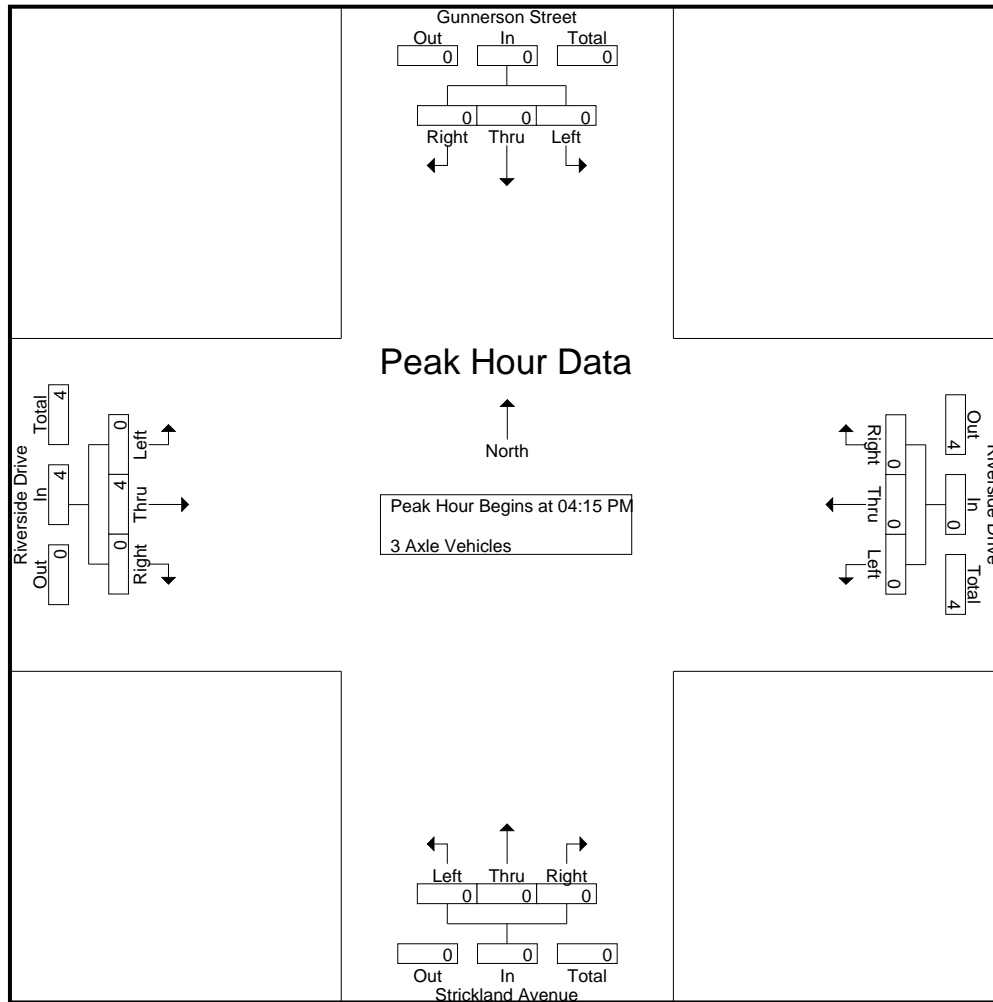 Gunnerson Street
Out In Total
0 0 0
0 0 0
Right Thru Left
Peak Hour Data
North
Peak Hour Begins at 04:15 PM
3 Axle Vehicles
Riverside Drive
Total In Out
4 4 0
0 4 0
Left Thru Right
Riverside Drive
Out In Total
4 0 4
0 0 0
Right Thru Left
Left Thru Right
0 0 0
0 0 0
Out In Total
Strickland Avenue